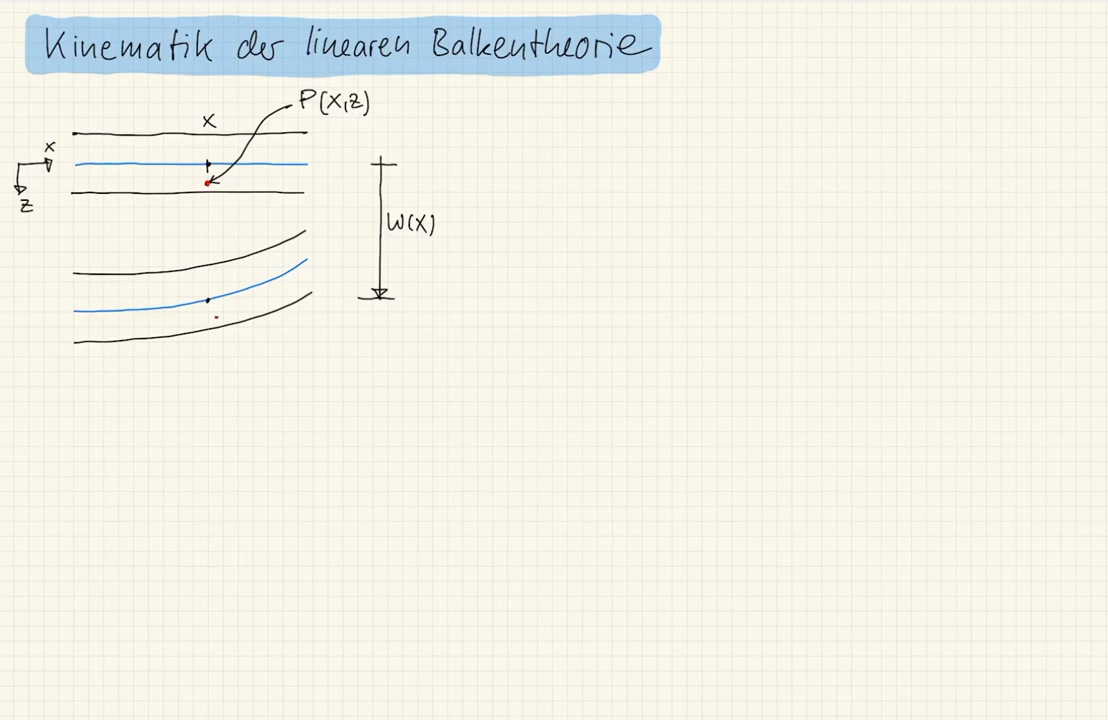 Kinematik der linearen Balkentheorie
P(x,z)
x
x
z
w(x)